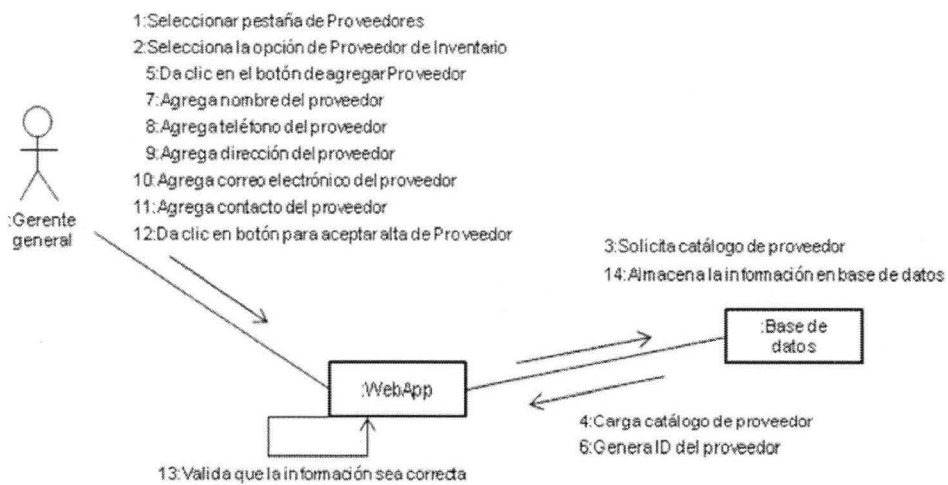 1:Seleccionar pestaña de Proveedores
2:Selecciona la opción de Proveedor de Inventario
5:Da clic en el botón de agregar Proveedor
7:Agrega nombre del proveedor
8:Agrega teléfono del proveedor
9:Agrega dirección del proveedor
10:Agrega correo electrónico del proveedor
11:Agrega contacto del proveedor
12:Da clic en botón para aceptar alta de Proveedor
:Gerente
general
3:Solicita catálogo de proveedor
14:Almacena la información en base de datos
:Base de
datos
:WebApp
4:Carga catálogo de proveedor
6:Genera ID del proveedor
13:Valida que la información sea correcta